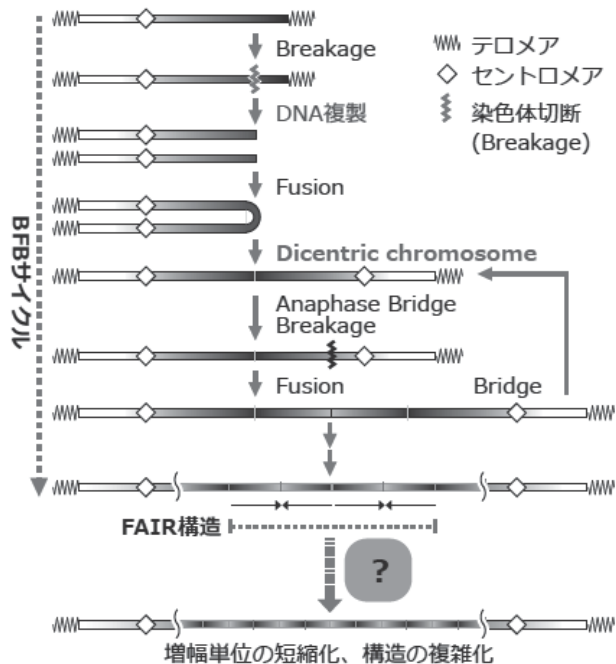 Breakage
テロメア
セントロメア
染色体切断
(Breakage)
DNA複製
Fusion
Dicentric chromosome
Anaphase Bridge
Breakage
Fusion
Bridge
BFBサイクル
FAIR構造
?
増幅単位の短縮化、構造の複雑化